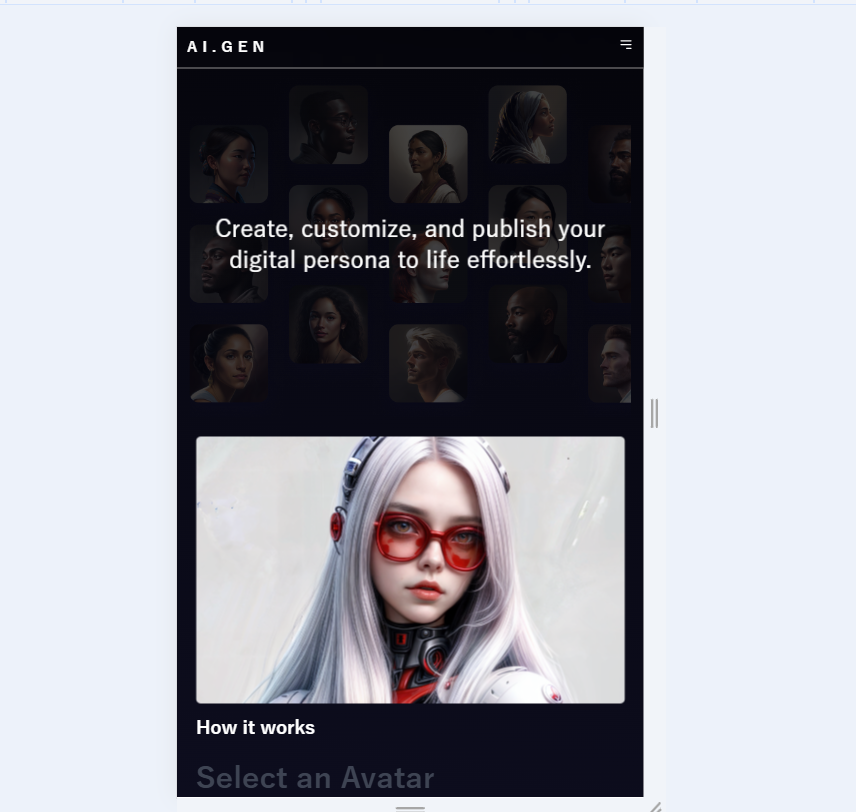 AI.GEN
Create, customize, and publish your
digital persona to life effortlessly.
How it works
Select an Avatar